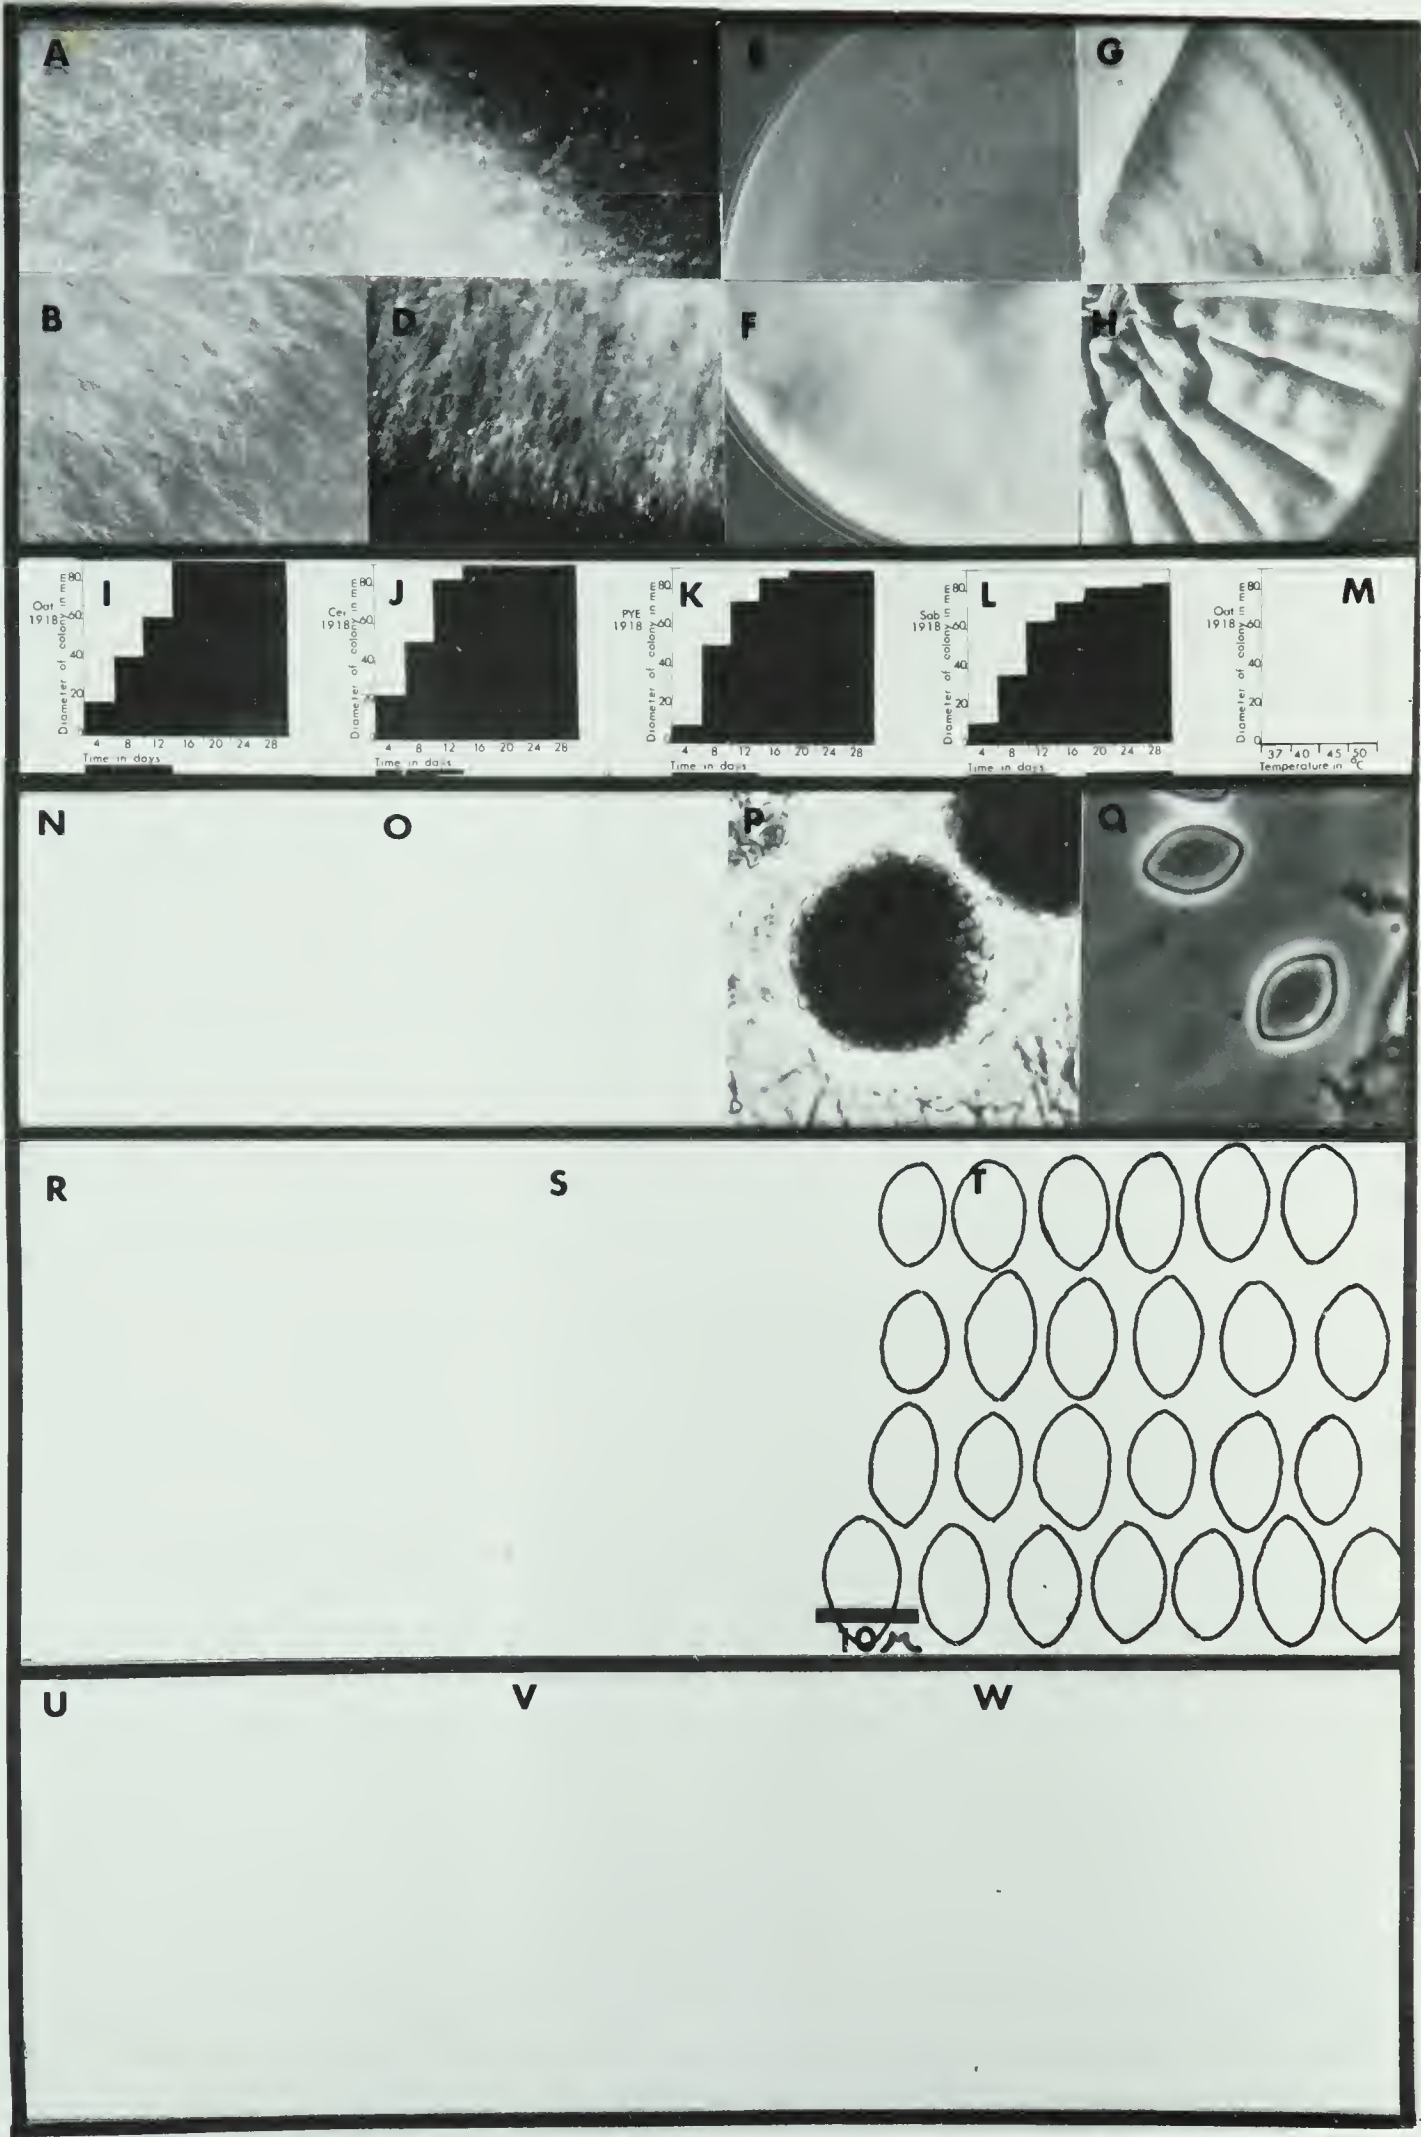 A
E
G
B
D
F
H
I
Oat
1918
Diameter of colony in mm
80
60
40
20
4 8 12 16 20 24 28
Time in days
J
Cer
1918
Diameter of colony in mm
80
60
40
20
4 8 12 16 20 24 28
Time in days
K
PYE
1918
Diameter of colony in mm
80
60
40
20
0
4 8 12 16 20 24 28
Time in days
L
Sab
1918
Diameter of colony in mm
80
60
40
20
0
4 8 12 16 20 24 28
Time in days
M
Oat
1918
Diameter of colony in mm
80
60
40
20
0
37 40 45 50
Temperature in °C
N
O
P
Q
R
S
T
10 μ
U
V
W